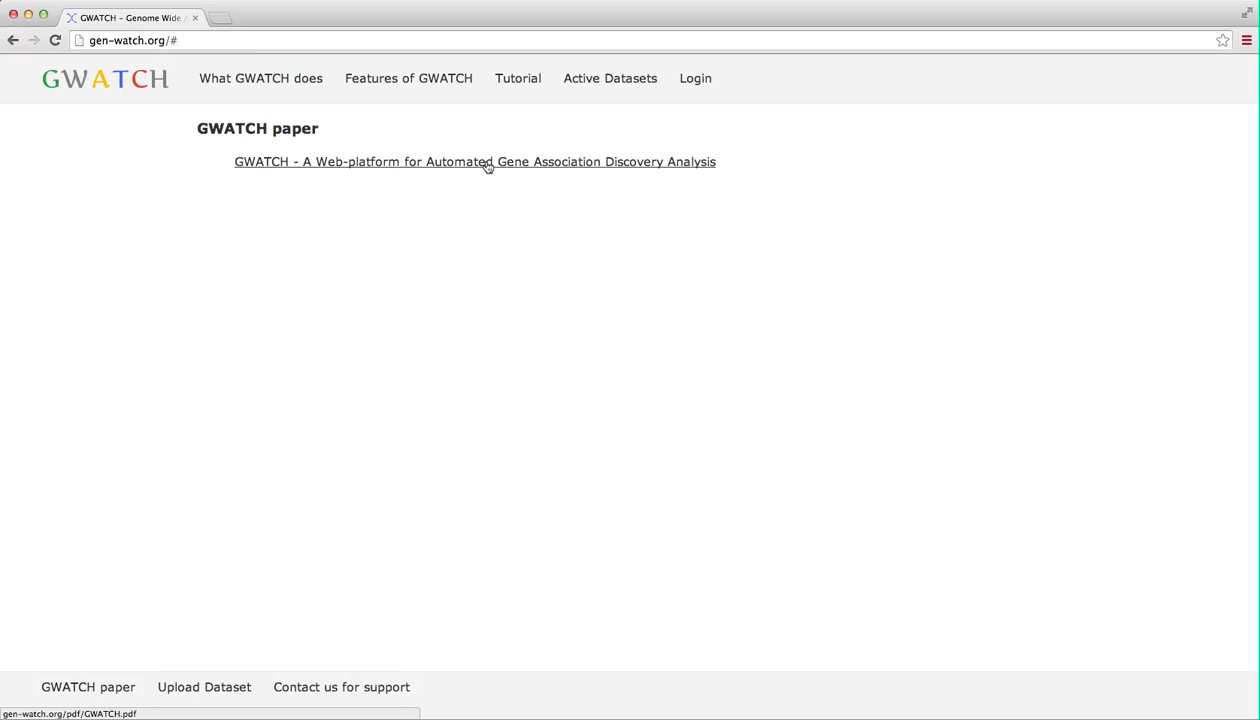 GWATCH – Genome Wide
gen-watch.org/#
GWATCH What GWATCH does Features of GWATCH Tutorial Active Datasets Login
GWATCH paper
GWATCH - A Web-platform for Automated Gene Association Discovery Analysis
GWATCH paper Upload Dataset Contact us for support
gen-watch.org/pdf/GWATCH.pdf